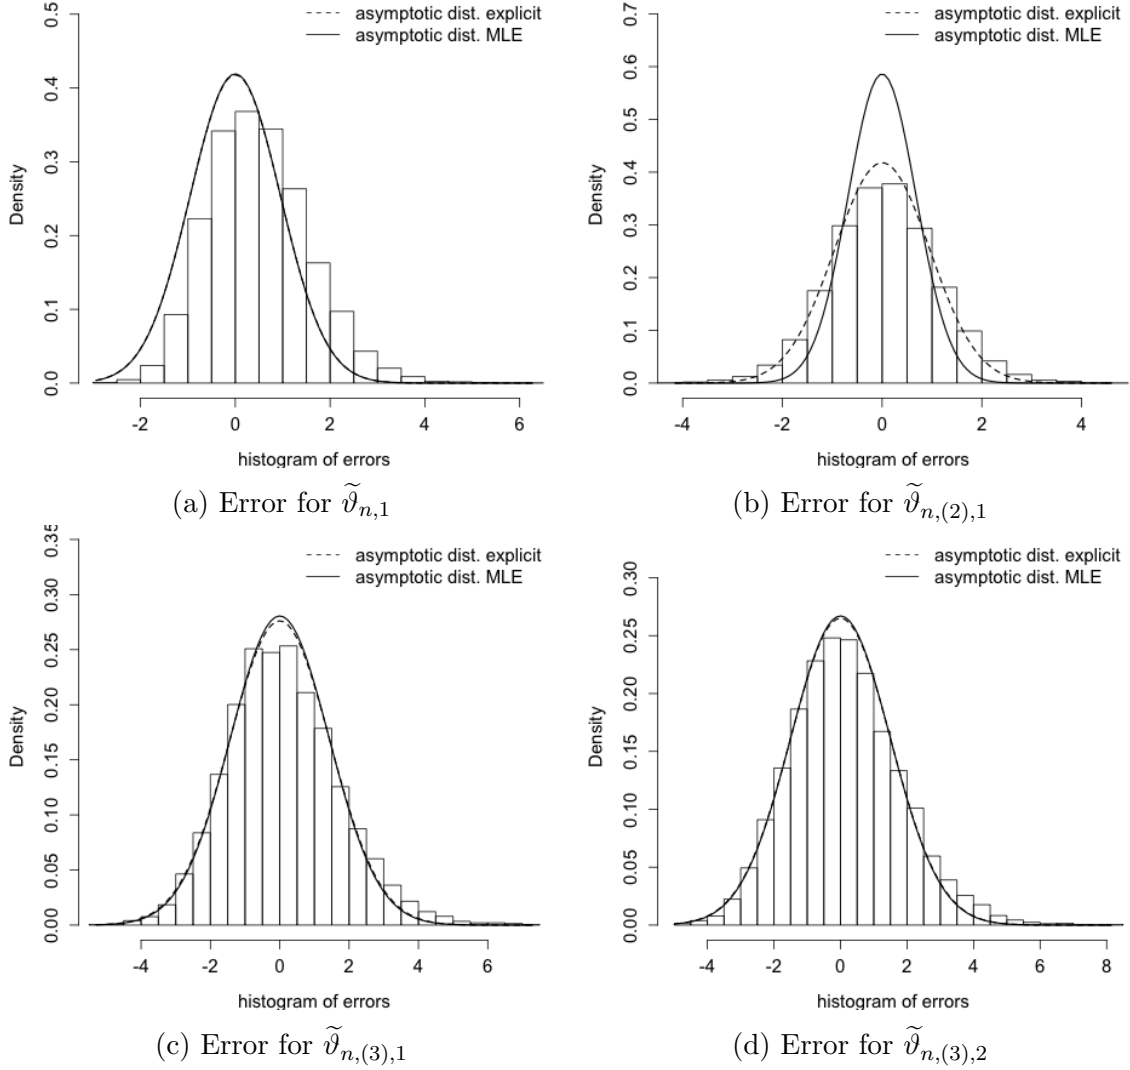 asymptotic dist. explicit
asymptotic dist. MLE
0.5
0.4
0.3
0.2
0.1
0.0
Density
-2 0 2 4 6
histogram of errors
(a) Error for ϑ̃n,1
asymptotic dist. explicit
asymptotic dist. MLE
0.7
0.6
0.5
0.4
0.3
0.2
0.1
0.0
Density
-4 -2 0 2 4
histogram of errors
(b) Error for ϑ̃n,(2),1
asymptotic dist. explicit
asymptotic dist. MLE
0.35
0.30
0.25
0.20
0.15
0.10
0.05
0.00
Density
-4 -2 0 2 4 6
histogram of errors
(c) Error for ϑ̃n,(3),1
asymptotic dist. explicit
asymptotic dist. MLE
0.30
0.25
0.20
0.15
0.10
0.05
0.00
Density
-4 -2 0 2 4 6 8
histogram of errors
(d) Error for ϑ̃n,(3),2